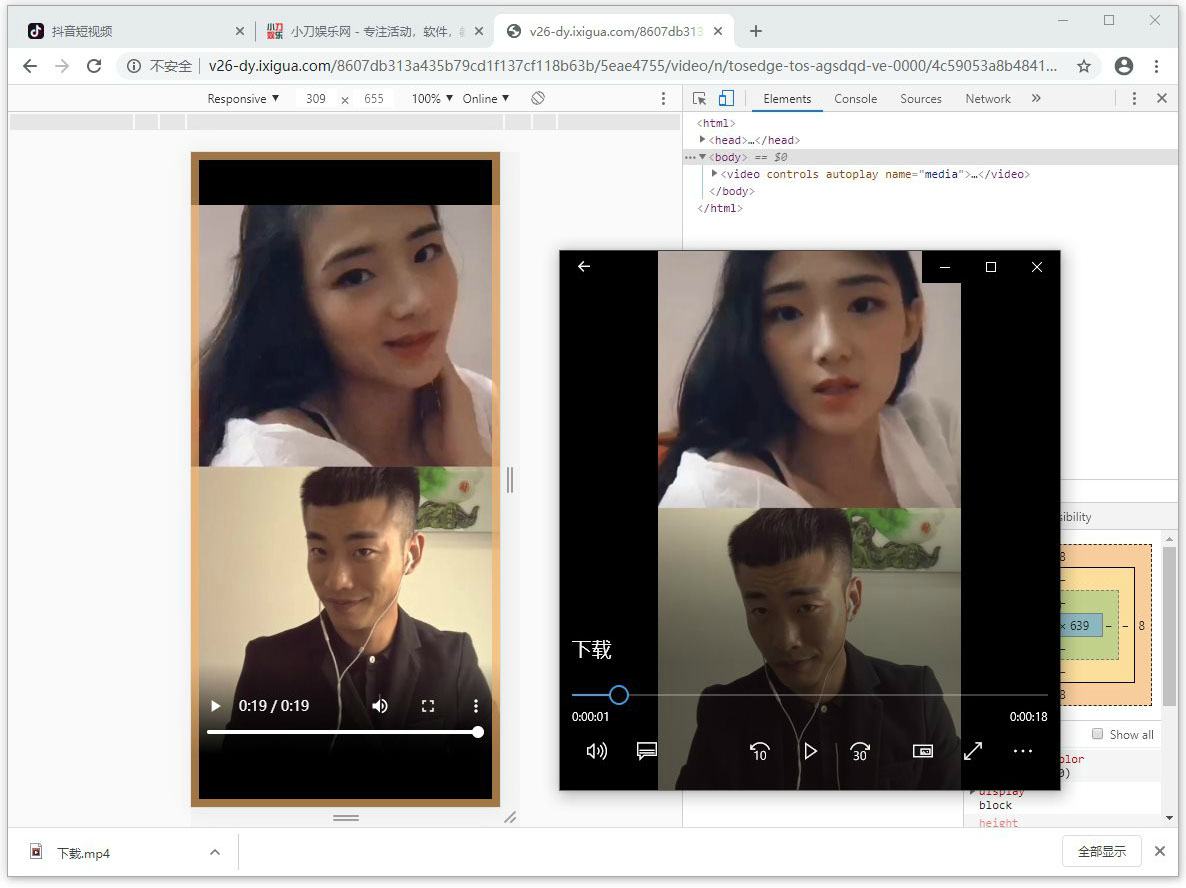 抖音短视频
小刀娱乐网 - 专注活动，软件，
v26-dy.ixigua.com/8607db313
不安全
v26-dy.ixigua.com/8607db313a435b79cd1f137cf118b63b/5eae4755/video/n/tosedge-tos-agsdqd-ve-0000/4c59053a8b4841...
Responsive ▼ 309 × 655 100% ▼ Online ▼
Elements Console Sources Network »
<html>
<head>…</head>
<body> == $0
<video controls autoplay name="media">…</video>
</body>
</html>
下载
0:19 / 0:19
0:00:01
0:00:18
10
30
8
× 639
8
8
Show all
display
block
height
下载.mp4
全部显示